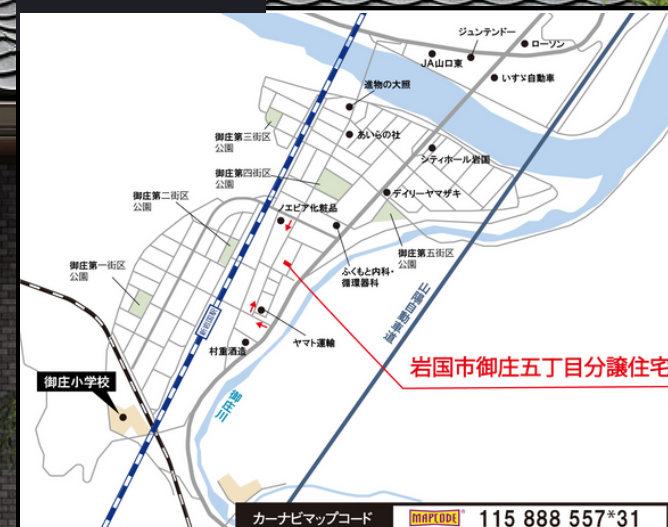 ジュンテンドー
ローソン
JA山口東
いすゞ自動車
進物の大照
御庄第三街区
公園
あいらの社
シティホール岩国
御庄第四街区
公園
デイリーヤマザキ
御庄第二街区
公園
ノエビア化粧品
御庄第五街区
公園
ふくもと内科・
循環器科
御庄第一街区
公園
山陽自動車道
山陽新幹線
ヤマト運輸
村重酒造
岩国市御庄五丁目分譲住宅
御庄小学校
御庄川
カーナビマップコード
MAPCODE® 115 888 557*31